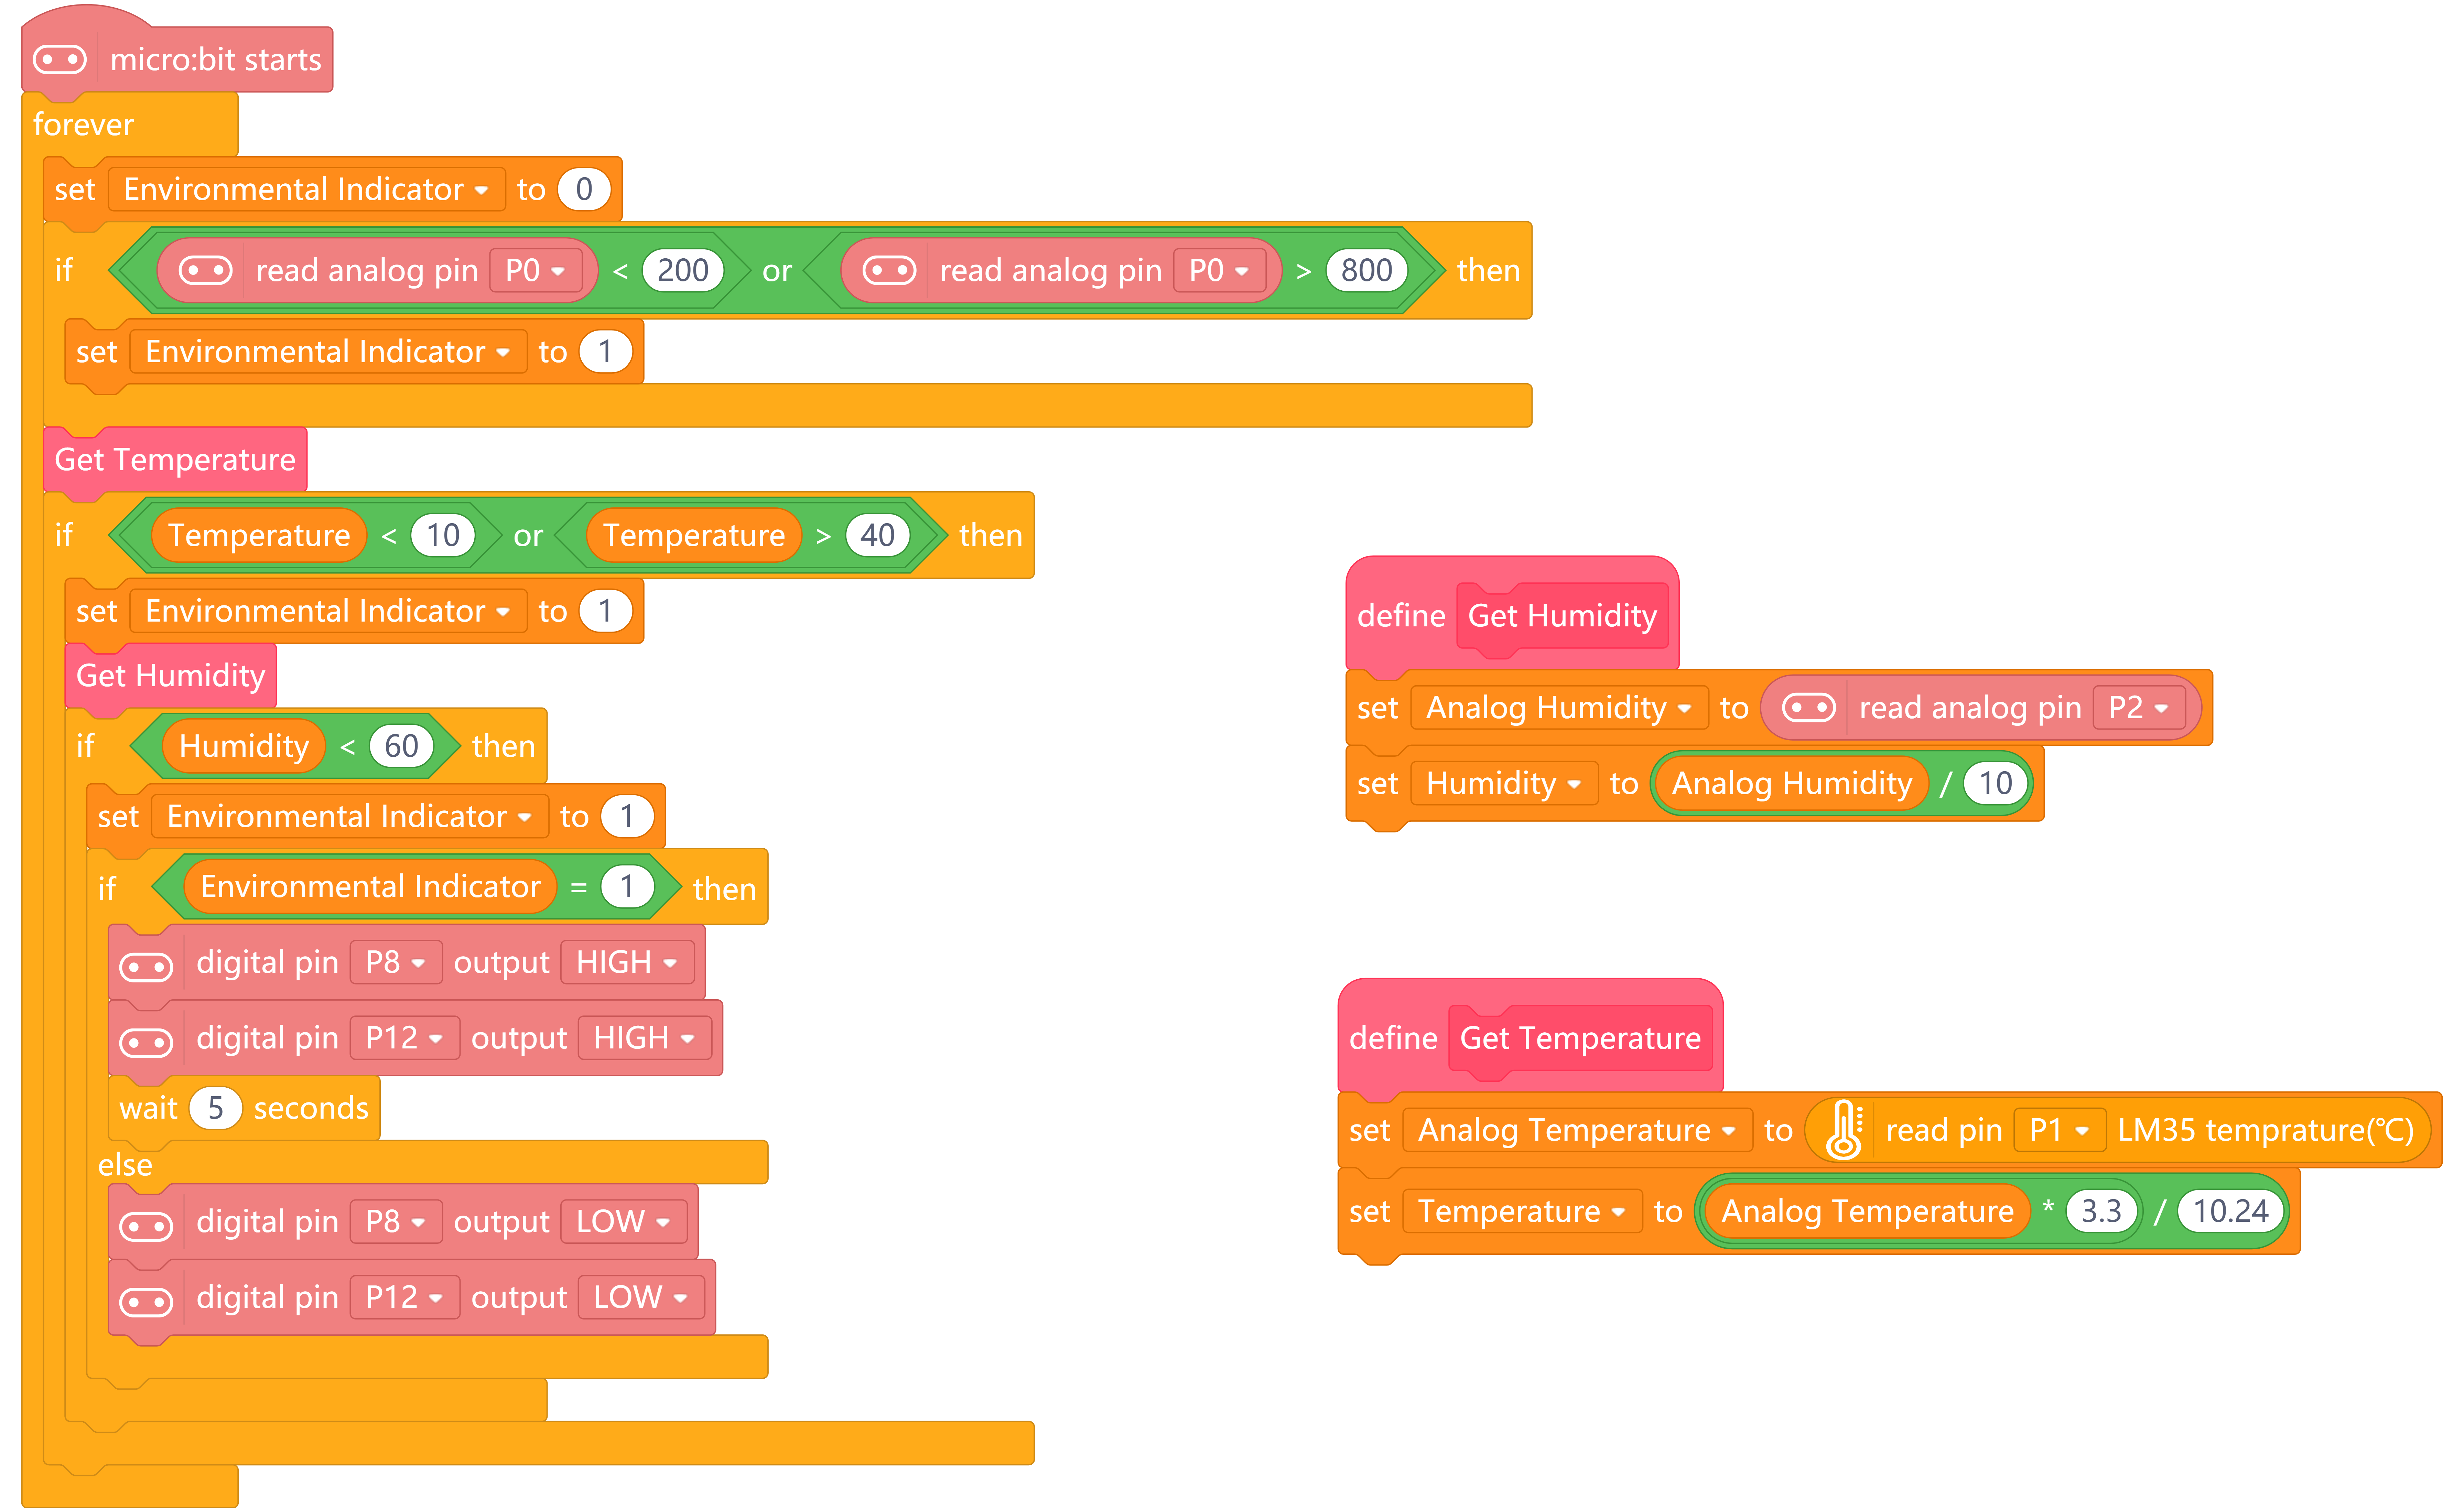 micro:bit starts
forever
set Environmental Indicator to 0
if read analog pin P0 < 200 or read analog pin P0 > 800 then
set Environmental Indicator to 1
Get Temperature
if Temperature < 10 or Temperature > 40 then
set Environmental Indicator to 1
Get Humidity
if Humidity < 60 then
set Environmental Indicator to 1
if Environmental Indicator = 1 then
digital pin P8 output HIGH
digital pin P12 output HIGH
wait 5 seconds
else
digital pin P8 output LOW
digital pin P12 output LOW
define Get Humidity
set Analog Humidity to read analog pin P2
set Humidity to Analog Humidity / 10
define Get Temperature
set Analog Temperature to read pin P1 LM35 temprature(℃)
set Temperature to Analog Temperature * 3.3 / 10.24